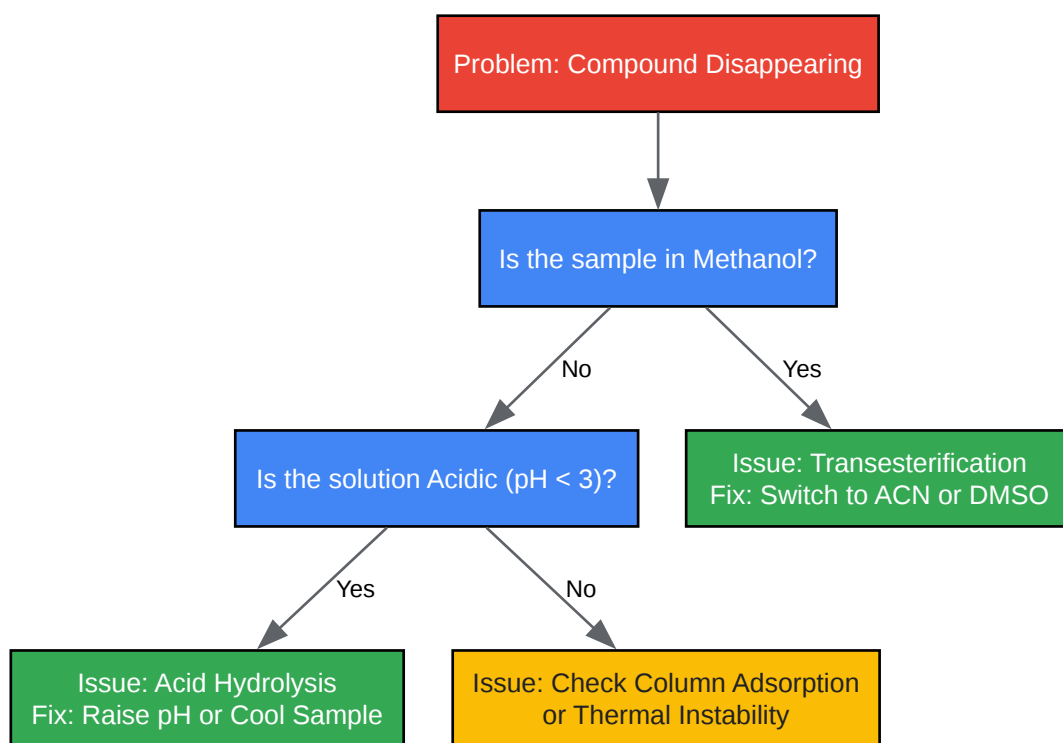 Problem: Compound Disappearing
Is the sample in Methanol?
No
Yes
Is the solution Acidic (pH < 3)?
Issue: Transesterification
Fix: Switch to ACN or DMSO
Yes
No
Issue: Acid Hydrolysis
Fix: Raise pH or Cool Sample
Issue: Check Column Adsorption
or Thermal Instability